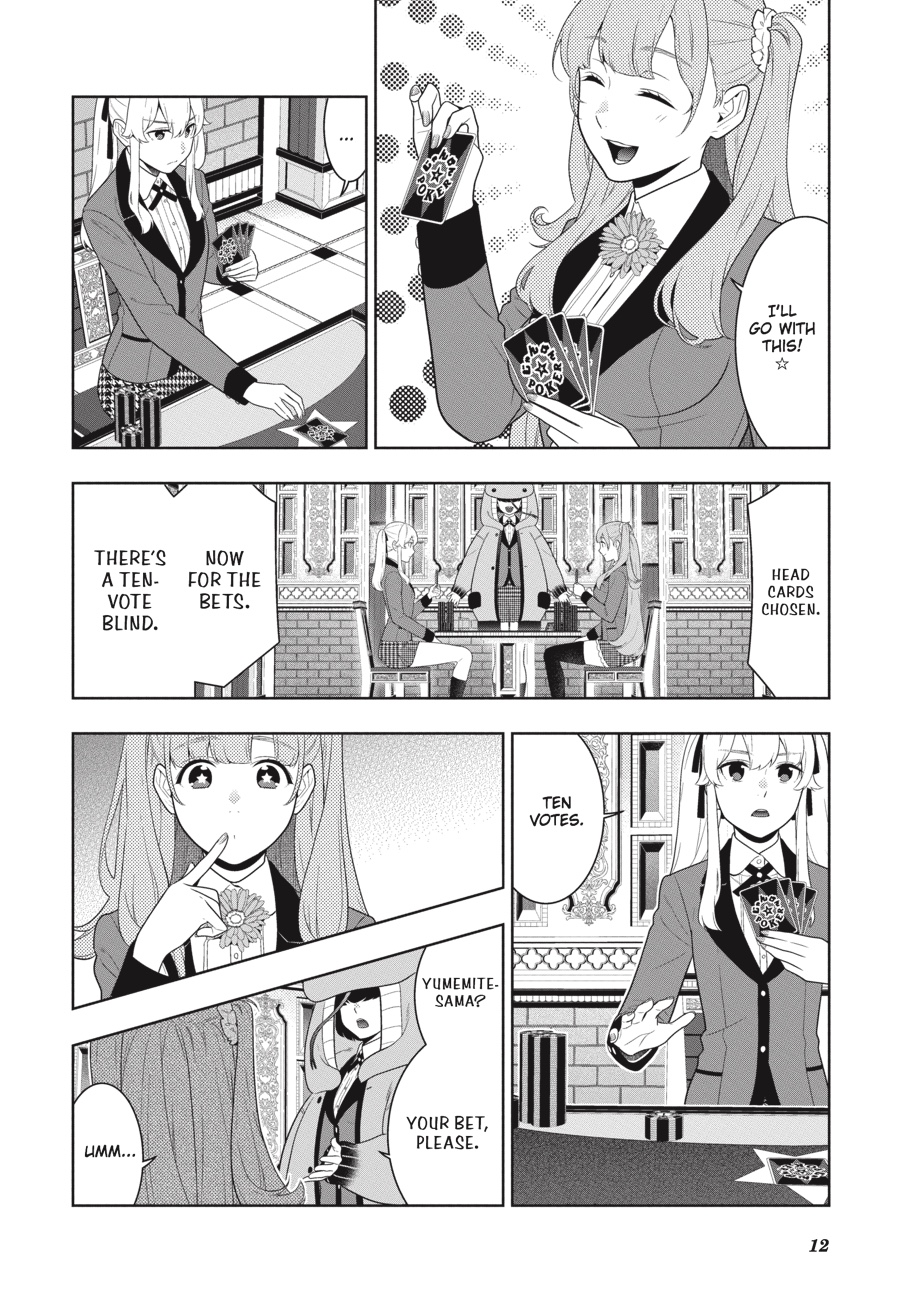 I'LL
GO WITH
THIS!
☆
...
HEAD
CARDS
CHOSEN.
NOW
FOR THE
BETS.
THERE'S
A TEN-
VOTE
BLIND.
TEN
VOTES.
YUMEMITE-
SAMA?
YOUR BET,
PLEASE.
UMM...
12